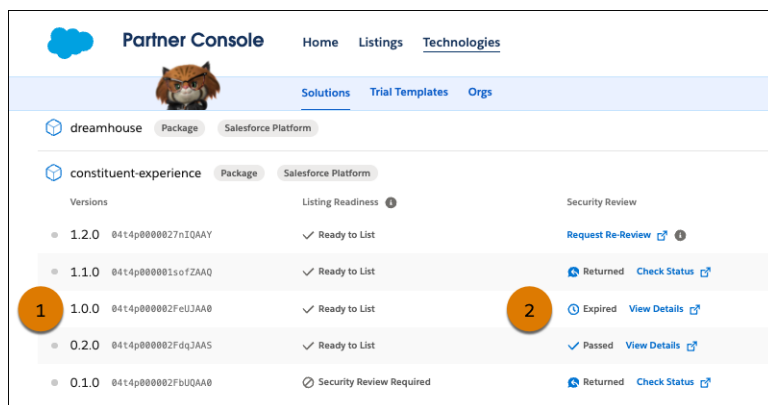 Partner Console Home Listings Technologies
Solutions Trial Templates Orgs
dreamhouse Package Salesforce Platform
constituent-experience Package Salesforce Platform
Versions Listing Readiness Security Review
1.2.0 04t4p0000027nIQAAY Ready to List Request Re-Review
1.1.0 04t4p000001sofZAAQ Ready to List Returned Check Status
1 1.0.0 04t4p000002FeUJAA0 Ready to List 2 Expired View Details
0.2.0 04t4p000002FdqJAAS Ready to List Passed View Details
0.1.0 04t4p000002FbUQAA0 Security Review Required Returned Check Status